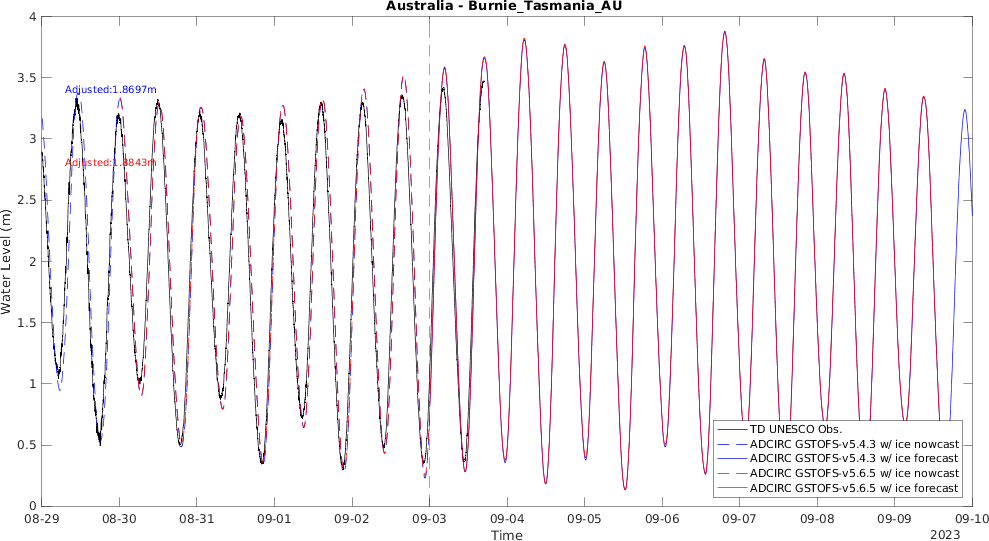 Australia - Burnie_Tasmania_AU
4
3.5
3
2.5
2
1.5
1
0.5
0
Water Level (m)
Adjusted:1.8697m
Adjusted:1.8843m
TD UNESCO Obs.
ADCIRC GSTOFS-v5.4.3 w/ ice nowcast
ADCIRC GSTOFS-v5.4.3 w/ ice forecast
ADCIRC GSTOFS-v5.6.5 w/ ice nowcast
ADCIRC GSTOFS-v5.6.5 w/ ice forecast
08-29 08-30 08-31 09-01 09-02 09-03 09-04 09-05 09-06 09-07 09-08 09-09 09-10
Time
2023